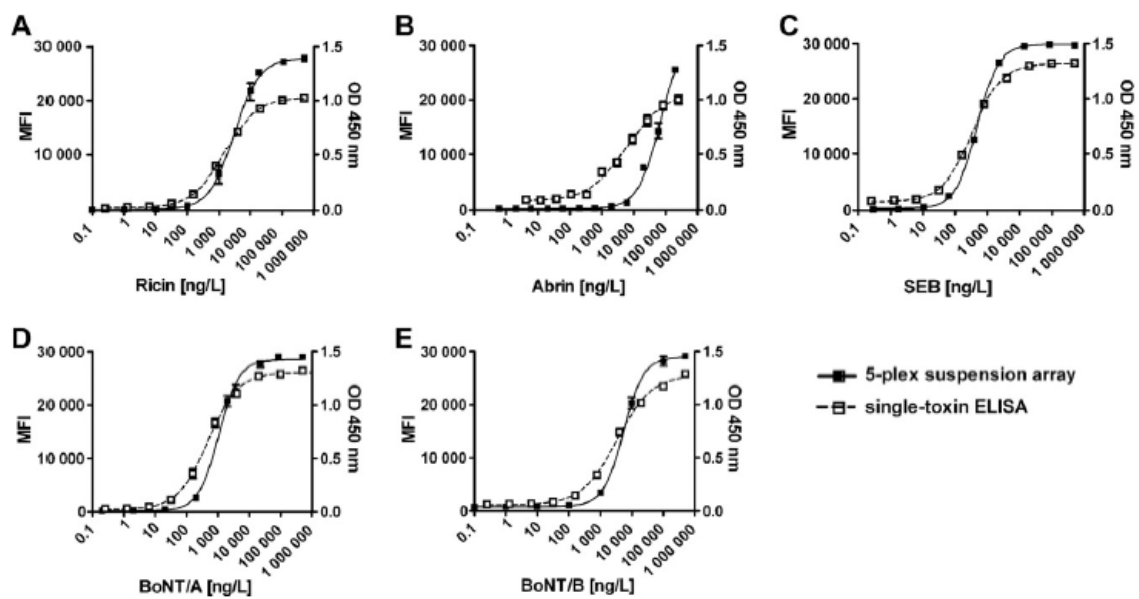 A
B
C
30 000
20 000
10 000
0
MFI
1.5
1.0
0.5
0.0
OD 450 nm
0.1
1
10
100
1 000
10 000
100 000
1 000 000
Ricin [ng/L]
30 000
20 000
10 000
0
MFI
1.5
1.0
0.5
0.0
OD 450 nm
0.1
1
10
100
1 000
10 000
100 000
1 000 000
Abrin [ng/L]
30 000
20 000
10 000
0
MFI
1.5
1.0
0.5
0.0
OD 450 nm
0.1
1
10
100
1 000
10 000
100 000
1 000 000
SEB [ng/L]
D
E
30 000
20 000
10 000
0
MFI
1.5
1.0
0.5
0.0
OD 450 nm
0.1
1
10
100
1 000
10 000
100 000
1 000 000
BoNT/A [ng/L]
30 000
20 000
10 000
0
MFI
1.5
1.0
0.5
0.0
OD 450 nm
0.1
1
10
100
1 000
10 000
100 000
1 000 000
BoNT/B [ng/L]
5-plex suspension array
single-toxin ELISA